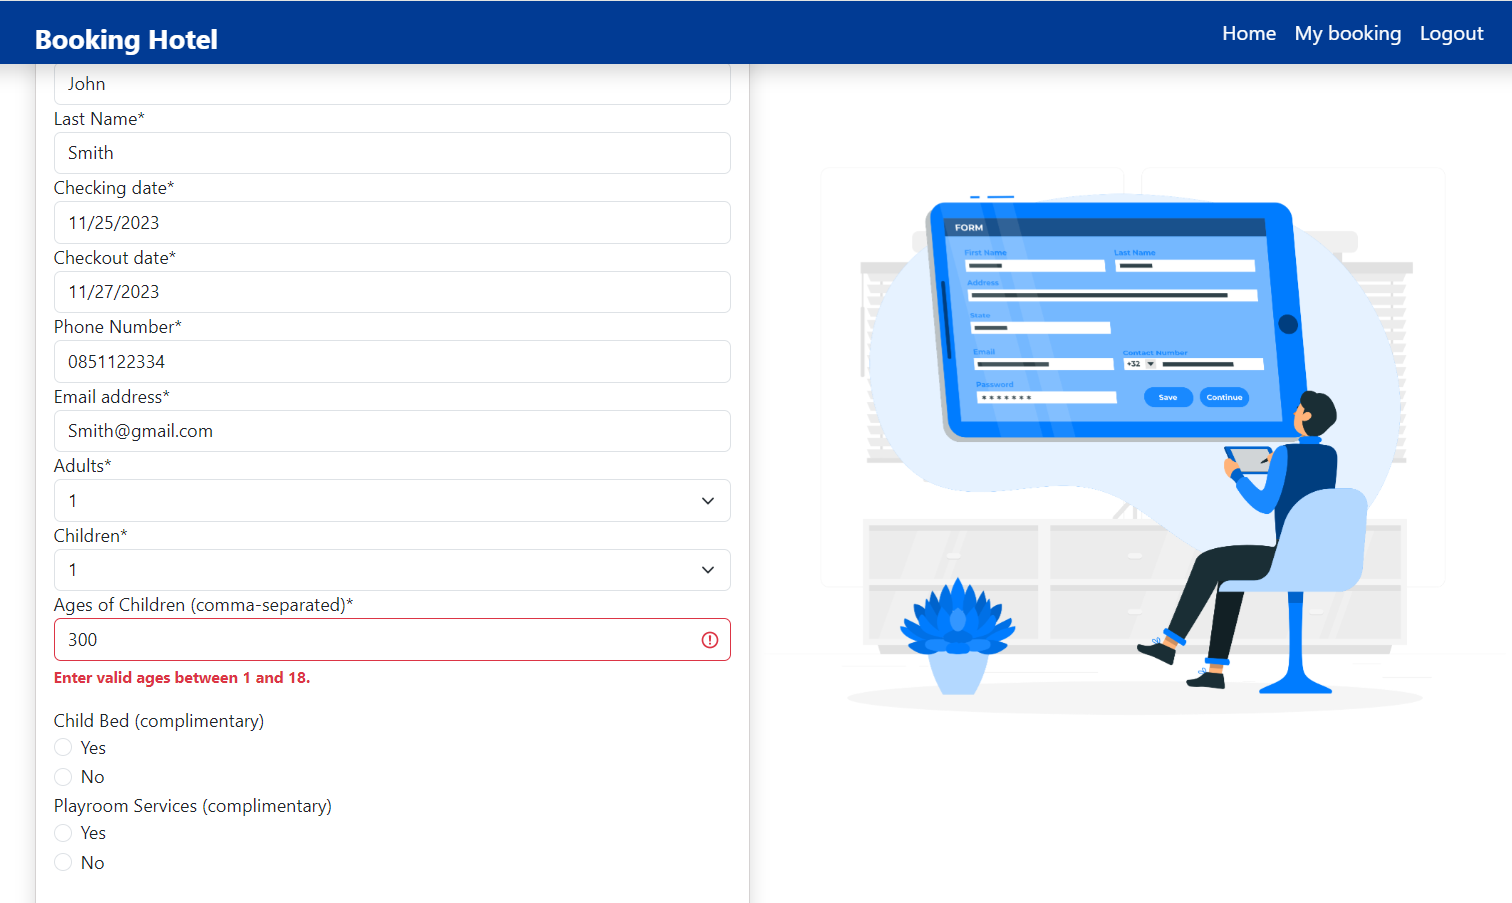 Booking Hotel
Home My booking Logout
John
Last Name*
Smith
Checking date*
11/25/2023
Checkout date*
11/27/2023
Phone Number*
0851122334
Email address*
Smith@gmail.com
Adults*
1
Children*
1
Ages of Children (comma-separated)*
300
Enter valid ages between 1 and 18.
Child Bed (complimentary)
Yes
No
Playroom Services (complimentary)
Yes
No
FORM
First Name Last Name
Address
State
Email Contact Number
+32
Password
*******
Save Continue